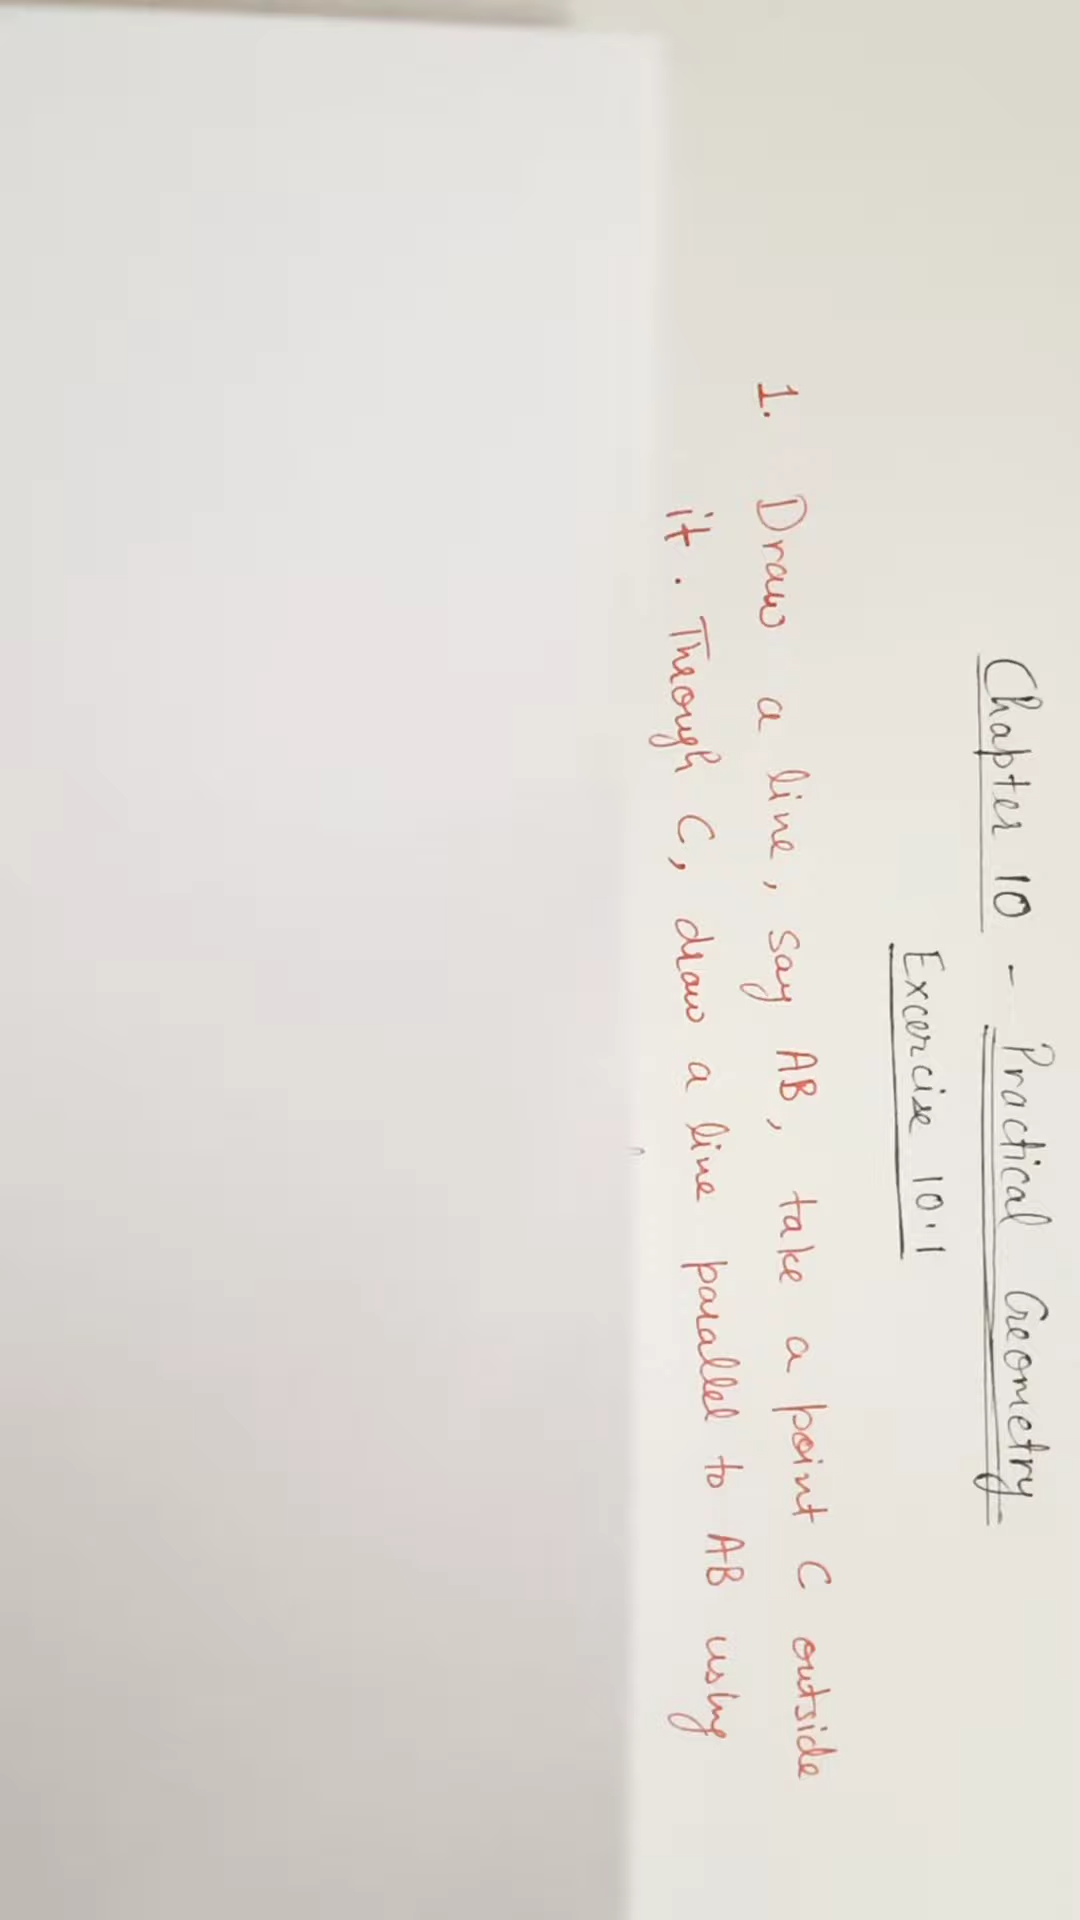 Chapter 10 - Practical Geometry
Excercise 10.1
1. Draw a line, say AB, take a point C outside
it. Through C, draw a line parallel to AB using